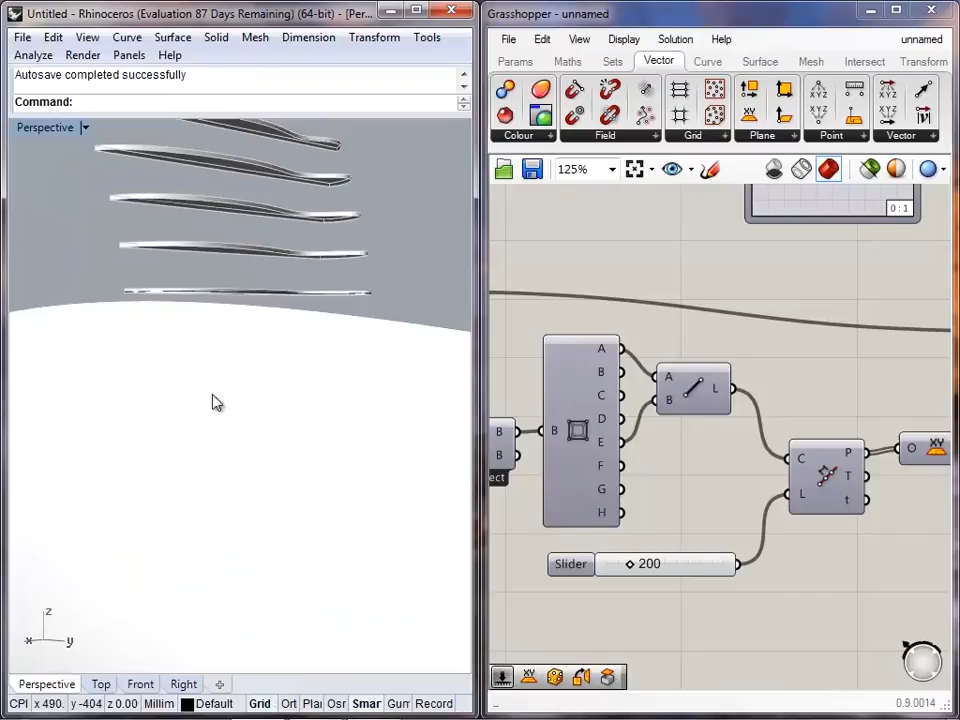 Untitled - Rhinoceros (Evaluation 87 Days Remaining) (64-bit) - [Per...
File Edit View Curve Surface Solid Mesh Dimension Transform Tools
Analyze Render Panels Help
Autosave completed successfully
Command:
Perspective
z
x y
Perspective Top Front Right
CPl x 490. y -404 z 0.00 Millim Default Grid Ort Plar Osr Smar Gum Record
Grasshopper - unnamed
File Edit View Display Solution Help unnamed
Params Maths Sets Vector Curve Surface Mesh Intersect Transform
Colour Field Grid Plane Point Vector
125%
0 : 1
A
B
C
D
B E
F
G
H
B
B
ect
A L
B
C P
L T
t
O
Slider 200
0.9.0014